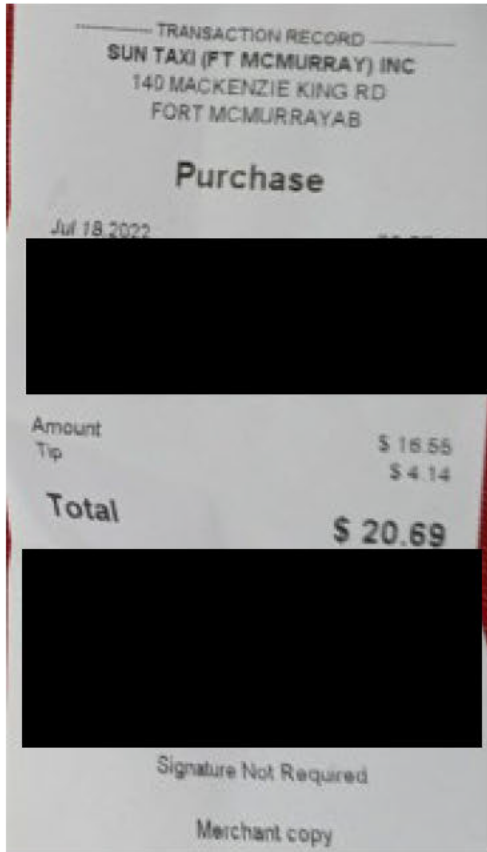 TRANSACTION RECORD
SUN TAXI (FT MCMURRAY) INC
140 MACKENZIE KING RD
FORT MCMURRAYAB
Purchase
Jul 18 2022
Amount $ 16.55
Tip $ 4.14
Total $ 20.69
Signature Not Required
Merchant copy